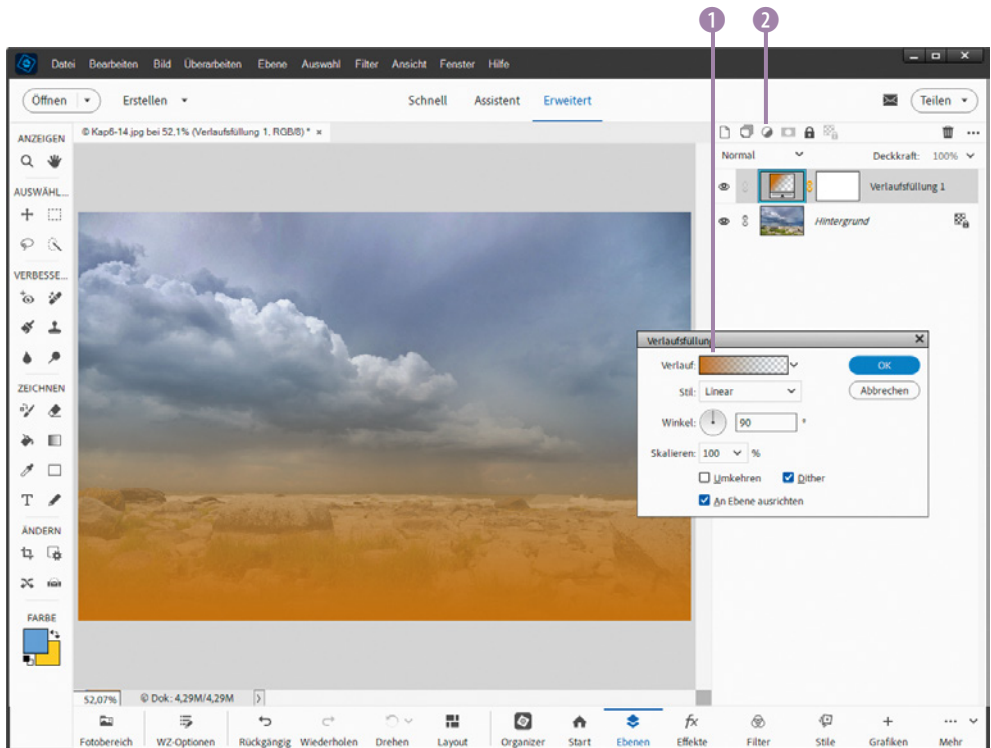 1 2
Datei Bearbeiten Bild Überarbeiten Ebene Auswahl Filter Ansicht Fenster Hilfe
Öffnen Erstellen Schnell Assistent Erweitert Teilen
ANZEIGEN
© Kap6-14.jpg bei 52.1% (Verlaufsfüllung 1, RGB/8) * ×
Normal Deckkraft: 100%
AUSWÄHL...
Verlaufsfüllung 1
Hintergrund
VERBESSE...
Verlaufsfüllung
Verlauf: OK
Stil: Linear Abbrechen
Winkel: 90 °
Skalieren: 100 %
Umkehren Dither
An Ebene ausrichten
ZEICHNEN
T
ÄNDERN
FARBE
52,07% © Dok: 4,29M/4,29M
Fotobereich WZ-Optionen Rückgängig Wiederholen Drehen Layout Organizer Start Ebenen Effekte Filter Stile Grafiken Mehr